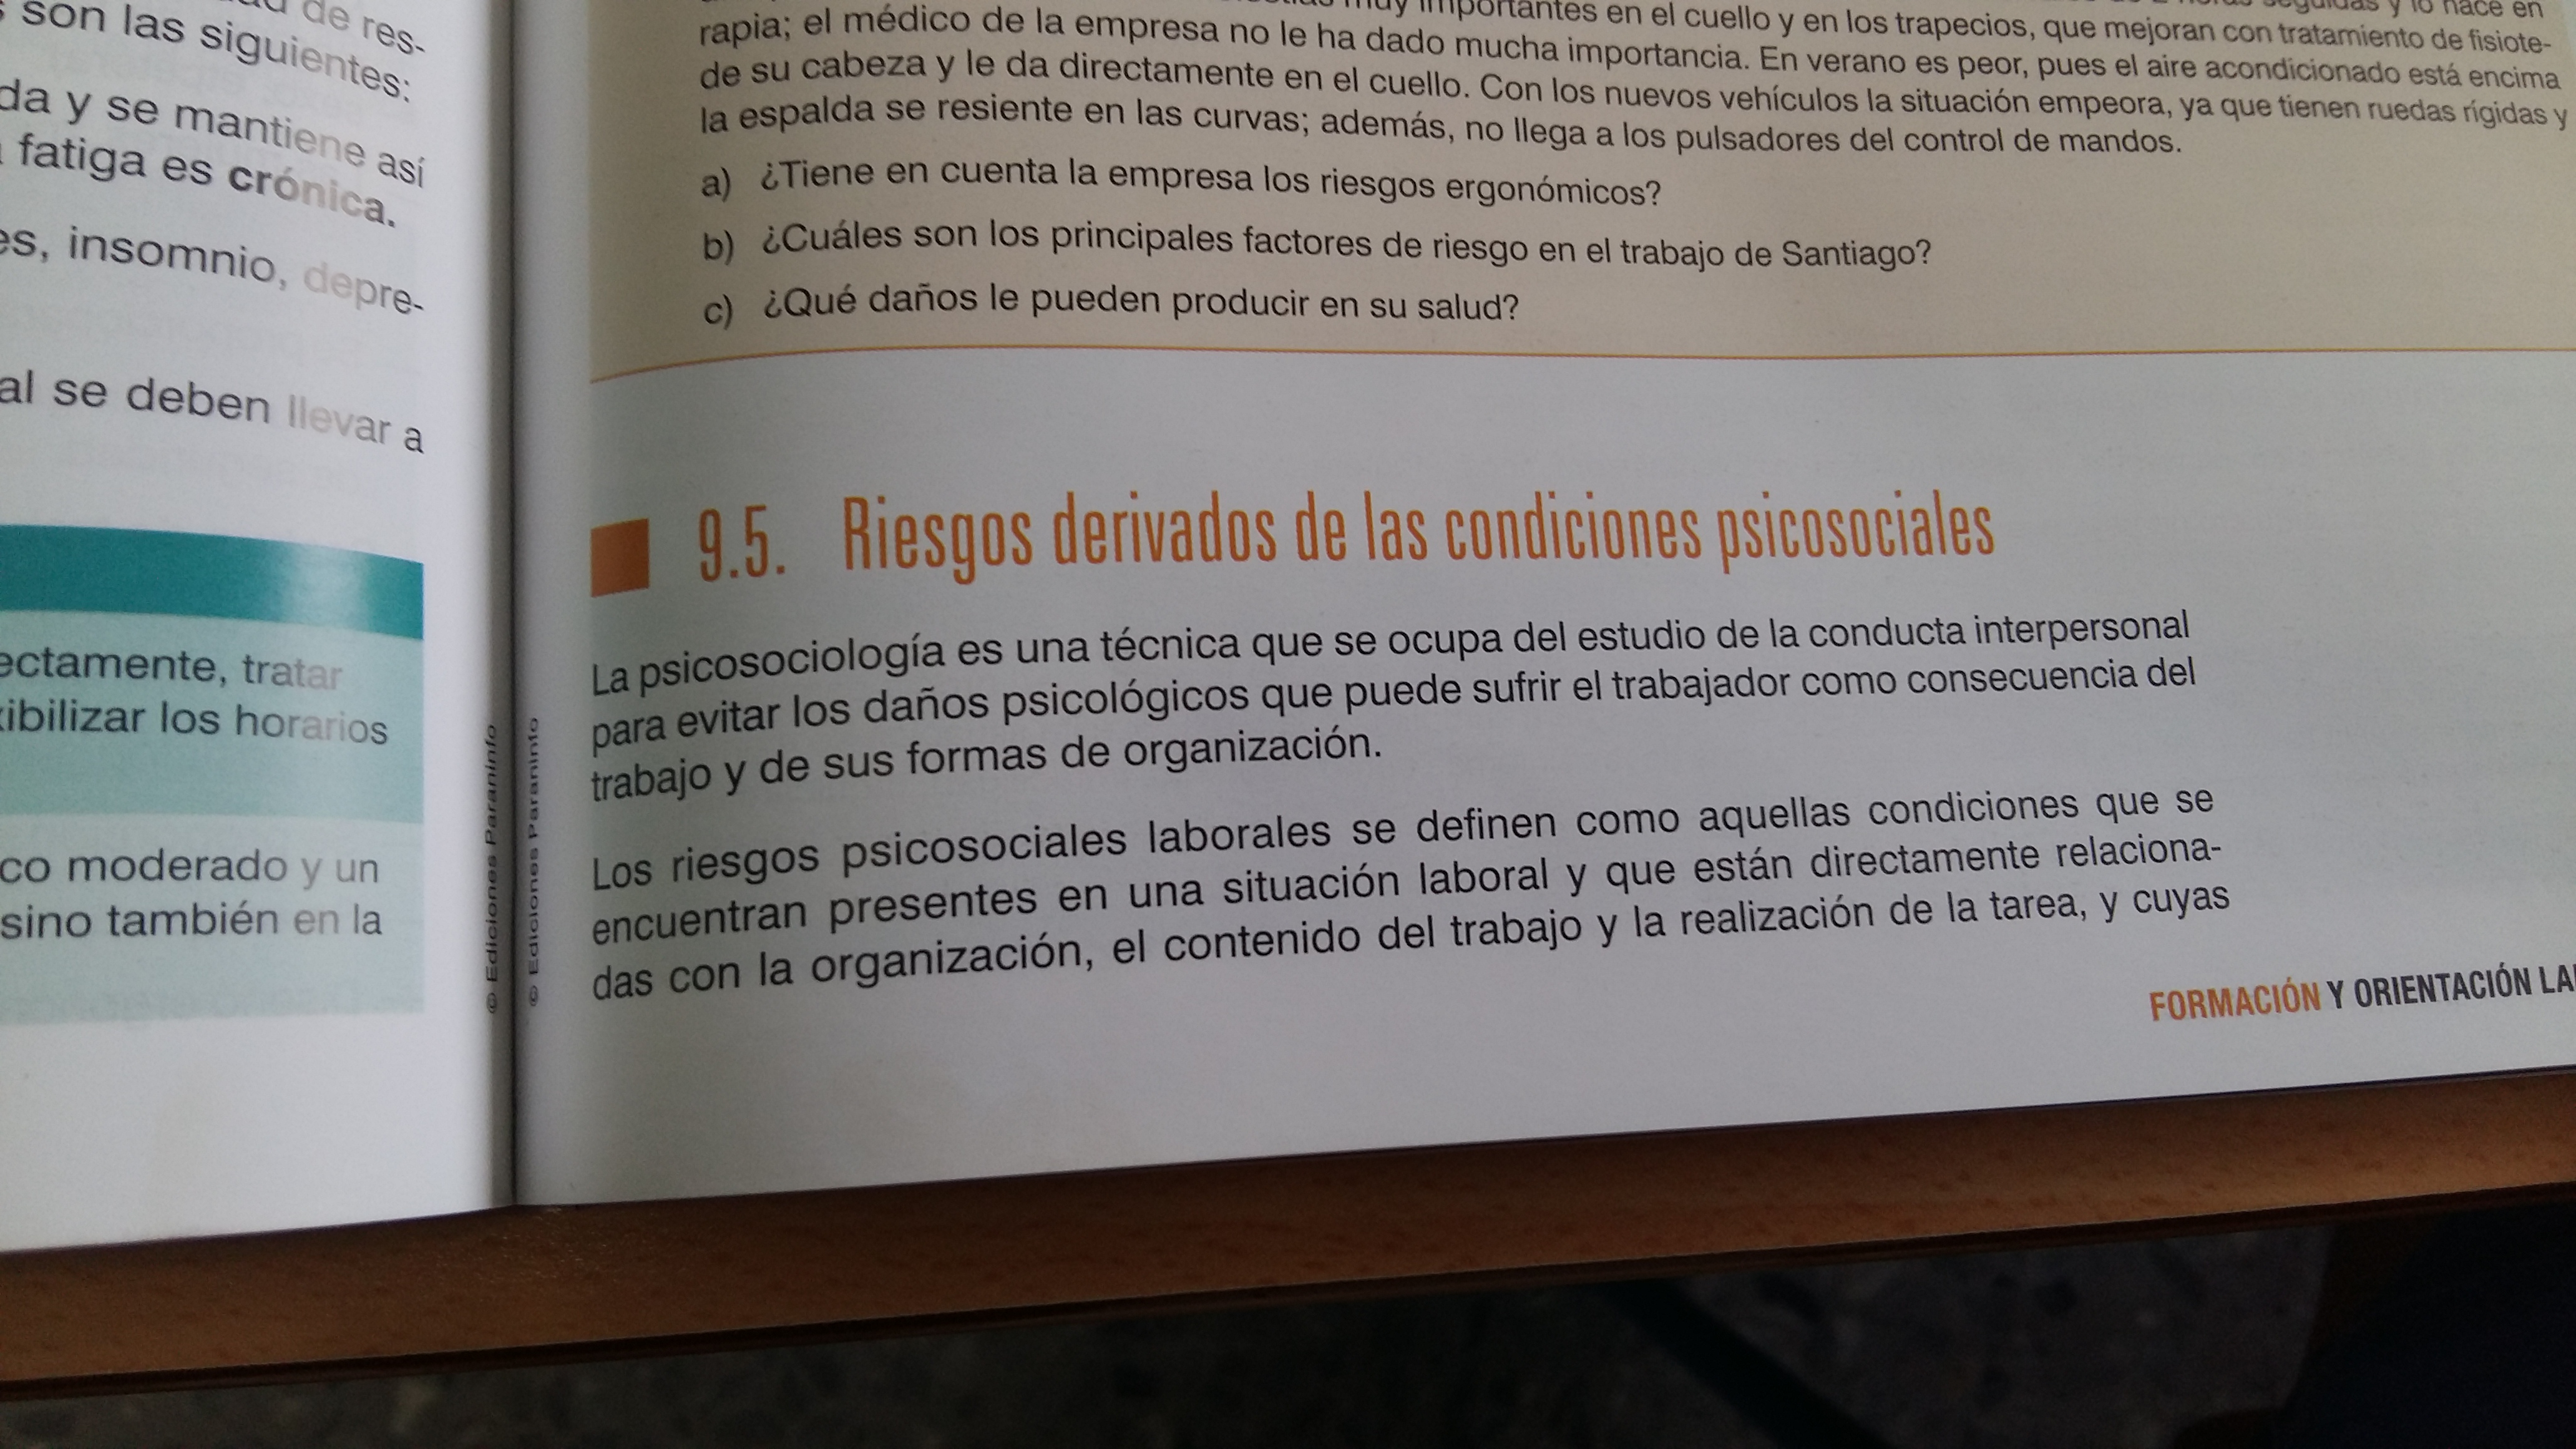 de res-
son las siguientes:
da y se mantiene así
fatiga es crónica.
es, insomnio, depre-
al se deben llevar a
ectamente, tratar
xibilizar los horarios
co moderado y un
sino también en la
© Ediciones Paraninfo
© Ediciones Paraninfo
muy importantes en el cuello y en los trapecios, que mejoran con tratamiento de fisiote-
rapia; el médico de la empresa no le ha dado mucha importancia. En verano es peor, pues el aire acondicionado está encima
de su cabeza y le da directamente en el cuello. Con los nuevos vehículos la situación empeora, ya que tienen ruedas rígidas y
la espalda se resiente en las curvas; además, no llega a los pulsadores del control de mandos.
a) ¿Tiene en cuenta la empresa los riesgos ergonómicos?
b) ¿Cuáles son los principales factores de riesgo en el trabajo de Santiago?
c) ¿Qué daños le pueden producir en su salud?
9.5. Riesgos derivados de las condiciones psicosociales
La psicosociología es una técnica que se ocupa del estudio de la conducta interpersonal
para evitar los daños psicológicos que puede sufrir el trabajador como consecuencia del
trabajo y de sus formas de organización.
Los riesgos psicosociales laborales se definen como aquellas condiciones que se
encuentran presentes en una situación laboral y que están directamente relaciona-
das con la organización, el contenido del trabajo y la realización de la tarea, y cuyas
FORMACIÓN Y ORIENTACIÓN LA